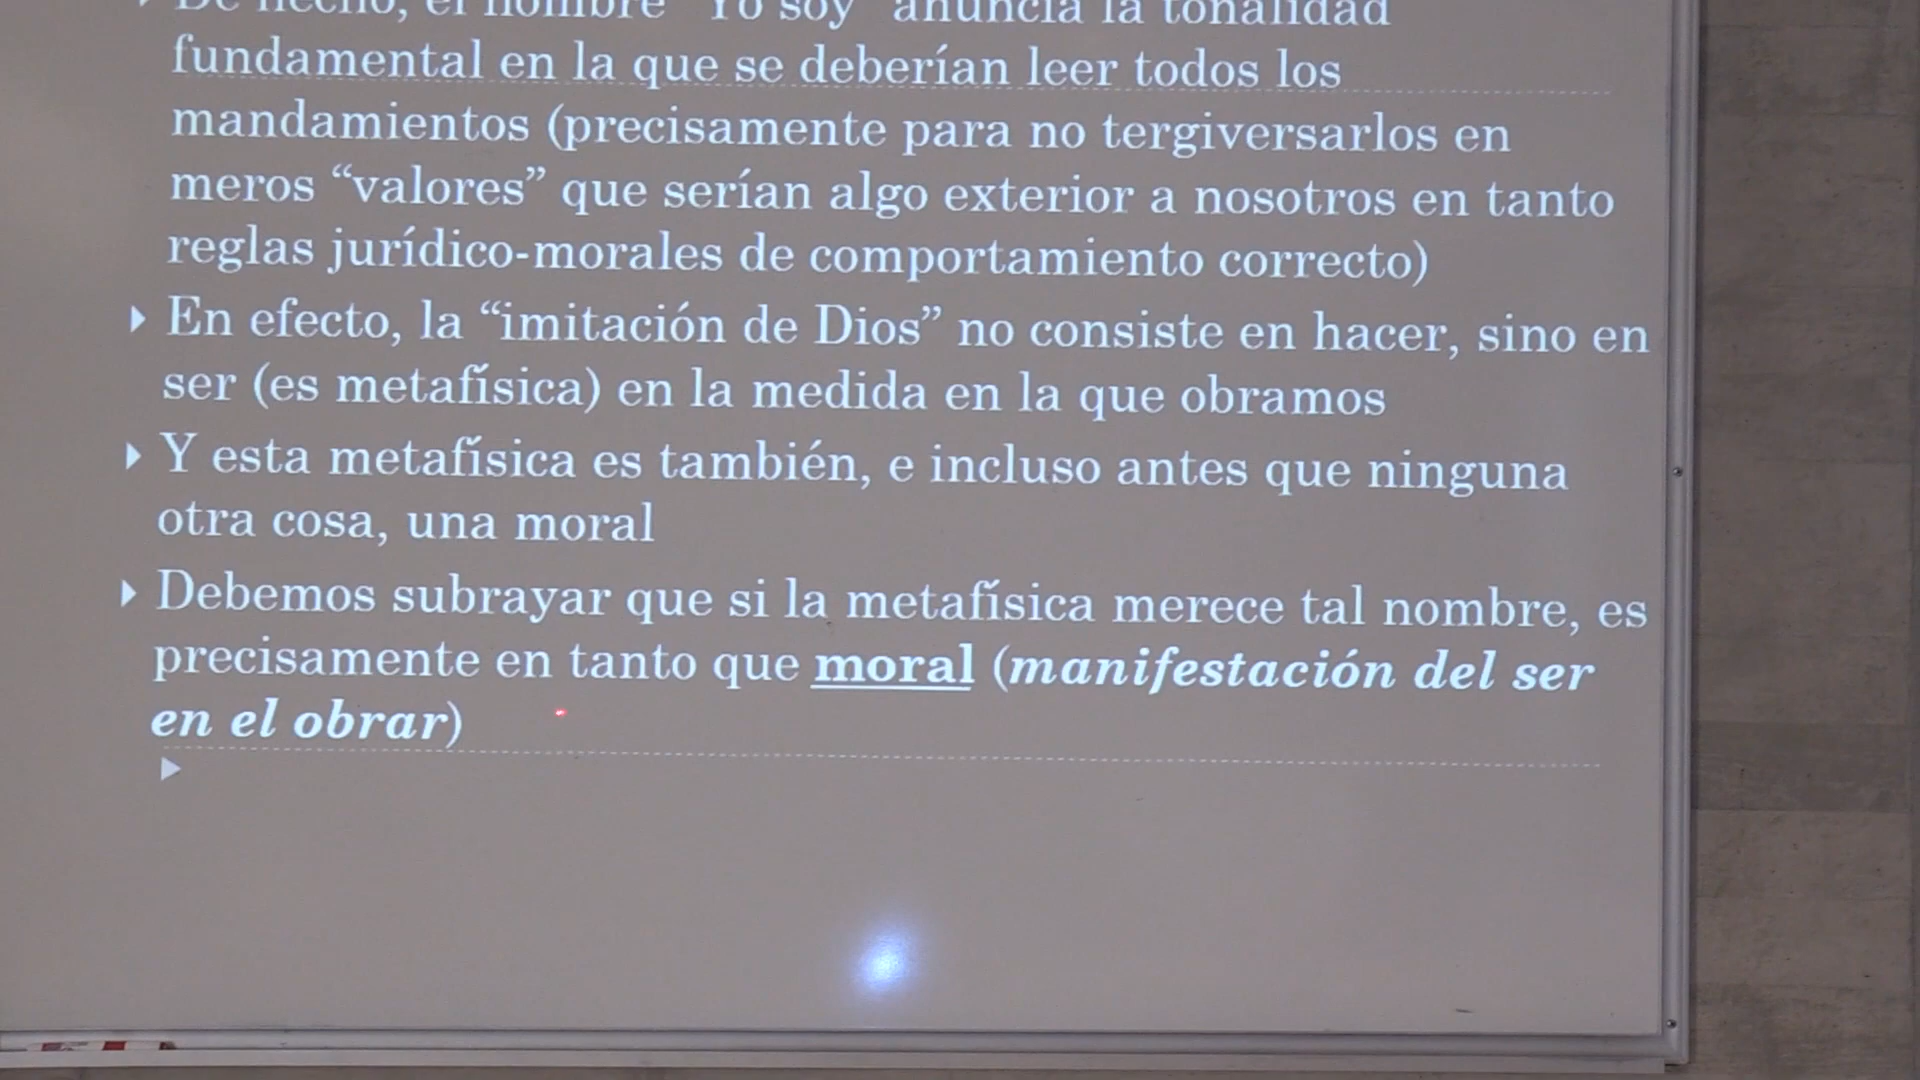 De hecho, el nombre “Yo soy” anuncia la tonalidad
fundamental en la que se deberían leer todos los
mandamientos (precisamente para no tergiversarlos en
meros “valores” que serían algo exterior a nosotros en tanto
reglas jurídico-morales de comportamiento correcto)
En efecto, la “imitación de Dios” no consiste en hacer, sino en
ser (es metafísica) en la medida en la que obramos
Y esta metafísica es también, e incluso antes que ninguna
otra cosa, una moral
Debemos subrayar que si la metafísica merece tal nombre, es
precisamente en tanto que moral (manifestación del ser
en el obrar)